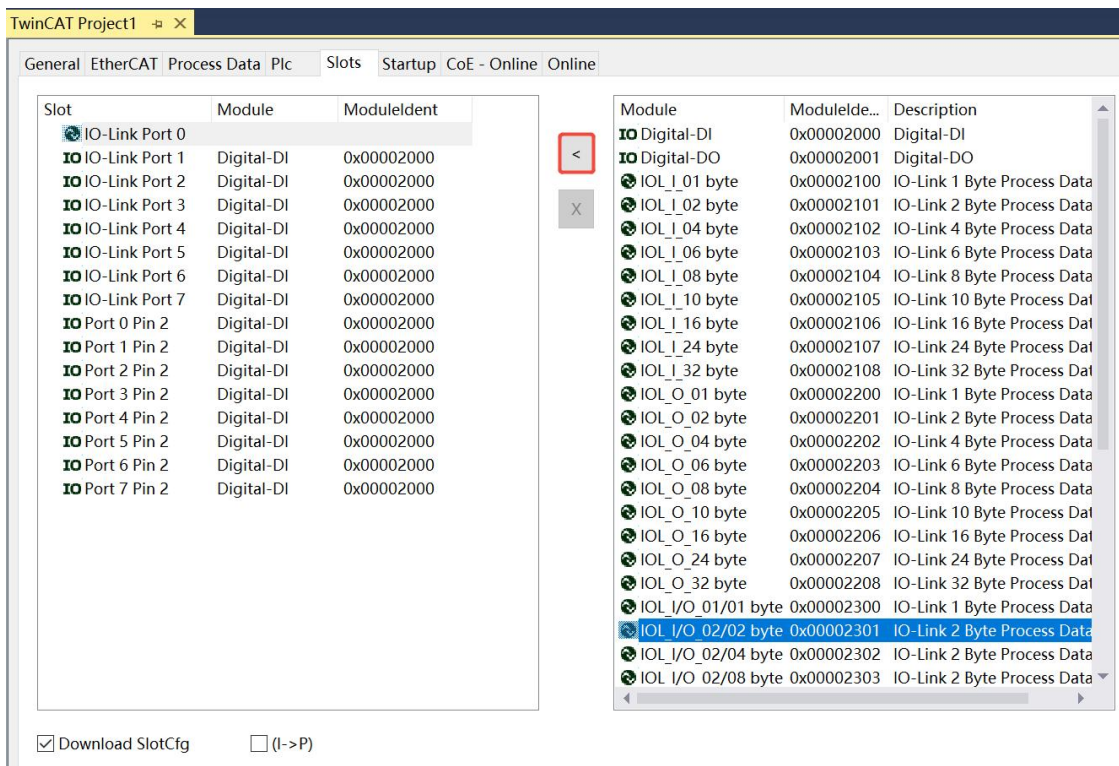 TwinCAT Project1
General EtherCAT Process Data Plc Slots Startup CoE - Online Online
Slot Module ModuleIdent
IO-Link Port 0
IO IO-Link Port 1 Digital-DI 0x00002000
IO IO-Link Port 2 Digital-DI 0x00002000
IO IO-Link Port 3 Digital-DI 0x00002000
IO IO-Link Port 4 Digital-DI 0x00002000
IO IO-Link Port 5 Digital-DI 0x00002000
IO IO-Link Port 6 Digital-DI 0x00002000
IO IO-Link Port 7 Digital-DI 0x00002000
IO Port 0 Pin 2 Digital-DI 0x00002000
IO Port 1 Pin 2 Digital-DI 0x00002000
IO Port 2 Pin 2 Digital-DI 0x00002000
IO Port 3 Pin 2 Digital-DI 0x00002000
IO Port 4 Pin 2 Digital-DI 0x00002000
IO Port 5 Pin 2 Digital-DI 0x00002000
IO Port 6 Pin 2 Digital-DI 0x00002000
IO Port 7 Pin 2 Digital-DI 0x00002000
<
X
Module ModuleIde... Description
IO Digital-DI 0x00002000 Digital-DI
IO Digital-DO 0x00002001 Digital-DO
IOL_I_01 byte 0x00002100 IO-Link 1 Byte Process Data
IOL_I_02 byte 0x00002101 IO-Link 2 Byte Process Data
IOL_I_04 byte 0x00002102 IO-Link 4 Byte Process Data
IOL_I_06 byte 0x00002103 IO-Link 6 Byte Process Data
IOL_I_08 byte 0x00002104 IO-Link 8 Byte Process Data
IOL_I_10 byte 0x00002105 IO-Link 10 Byte Process Dat
IOL_I_16 byte 0x00002106 IO-Link 16 Byte Process Dat
IOL_I_24 byte 0x00002107 IO-Link 24 Byte Process Dat
IOL_I_32 byte 0x00002108 IO-Link 32 Byte Process Dat
IOL_O_01 byte 0x00002200 IO-Link 1 Byte Process Data
IOL_O_02 byte 0x00002201 IO-Link 2 Byte Process Data
IOL_O_04 byte 0x00002202 IO-Link 4 Byte Process Data
IOL_O_06 byte 0x00002203 IO-Link 6 Byte Process Data
IOL_O_08 byte 0x00002204 IO-Link 8 Byte Process Data
IOL_O_10 byte 0x00002205 IO-Link 10 Byte Process Dat
IOL_O_16 byte 0x00002206 IO-Link 16 Byte Process Dat
IOL_O_24 byte 0x00002207 IO-Link 24 Byte Process Dat
IOL_O_32 byte 0x00002208 IO-Link 32 Byte Process Dat
IOL_I/O_01/01 byte 0x00002300 IO-Link 1 Byte Process Data
IOL_I/O_02/02 byte 0x00002301 IO-Link 2 Byte Process Data
IOL_I/O_02/04 byte 0x00002302 IO-Link 2 Byte Process Data
IOL_I/O_02/08 byte 0x00002303 IO-Link 2 Byte Process Data
Download SlotCfg (I->P)